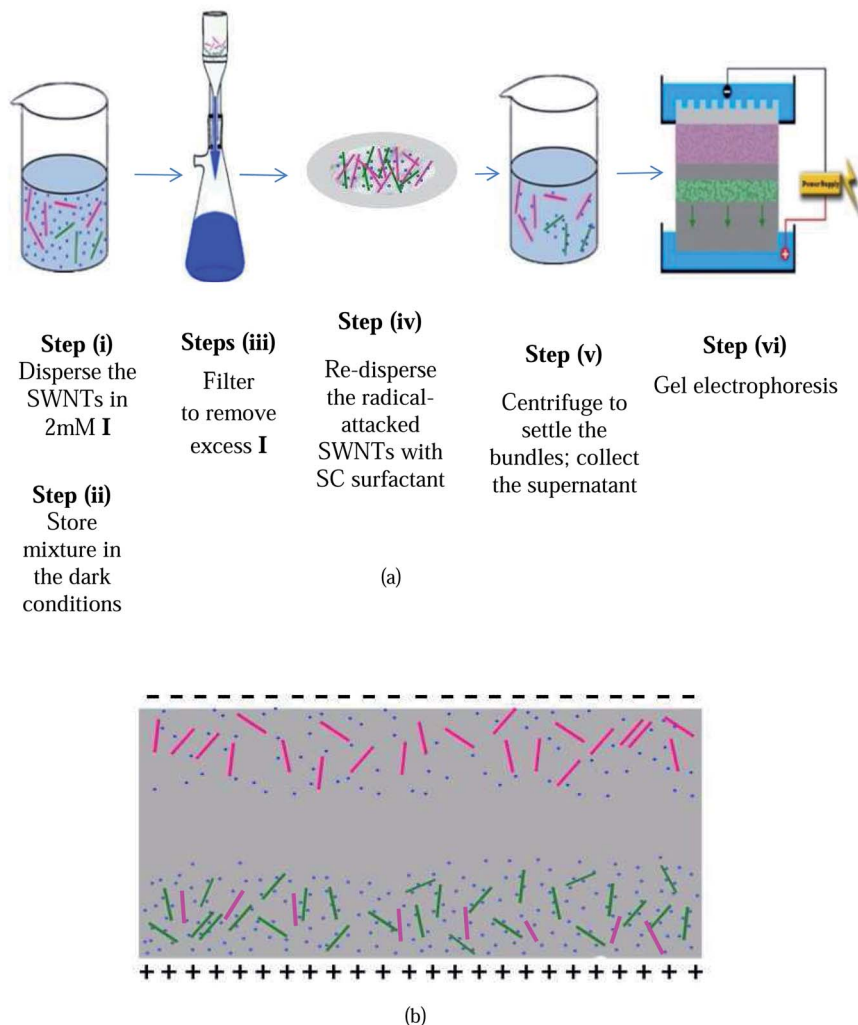 Power Supply
Step (i)
Disperse the
SWNTs in
2mM I
Step (ii)
Store
mixture in
the dark
conditions
Steps (iii)
Filter
to remove
excess I
Step (iv)
Re-disperse
the radical-
attacked
SWNTs with
SC surfactant
Step (v)
Centrifuge to
settle the
bundles; collect
the supernatant
Step (vi)
Gel electrophoresis
(a)
(b)